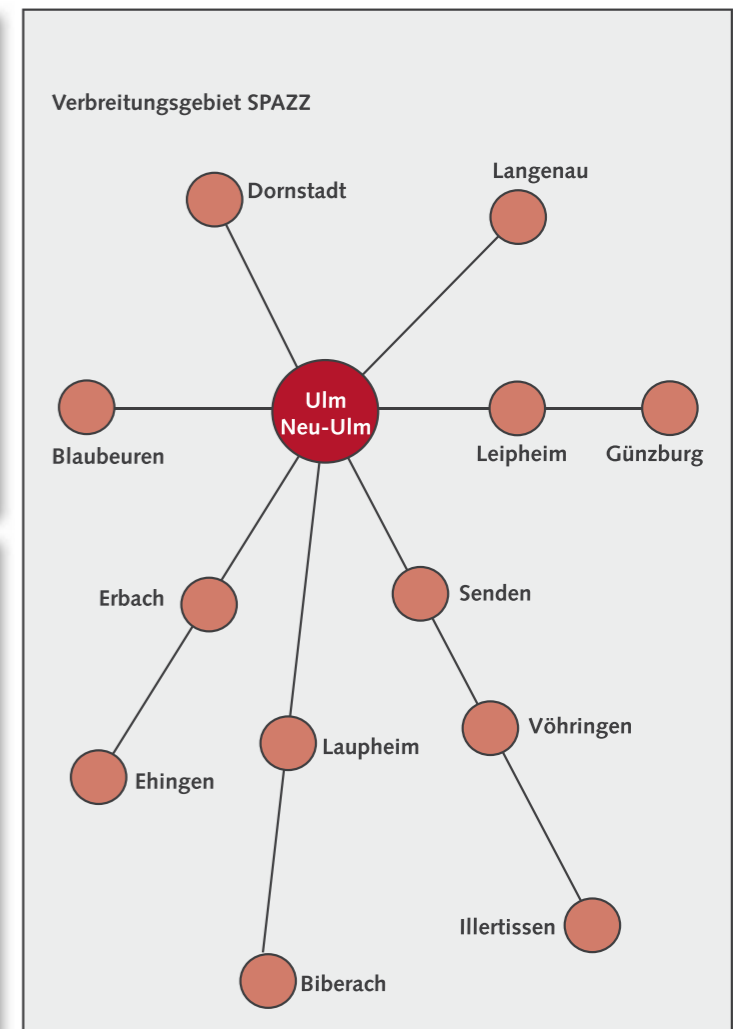 Verbreitungsgebiet SPAZZ
Langenau
Dornstadt
Ulm
Neu-Ulm
Blaubeuren
Leipheim
Günzburg
Erbach
Senden
Vöhringen
Laupheim
Ehingen
Illertissen
Biberach